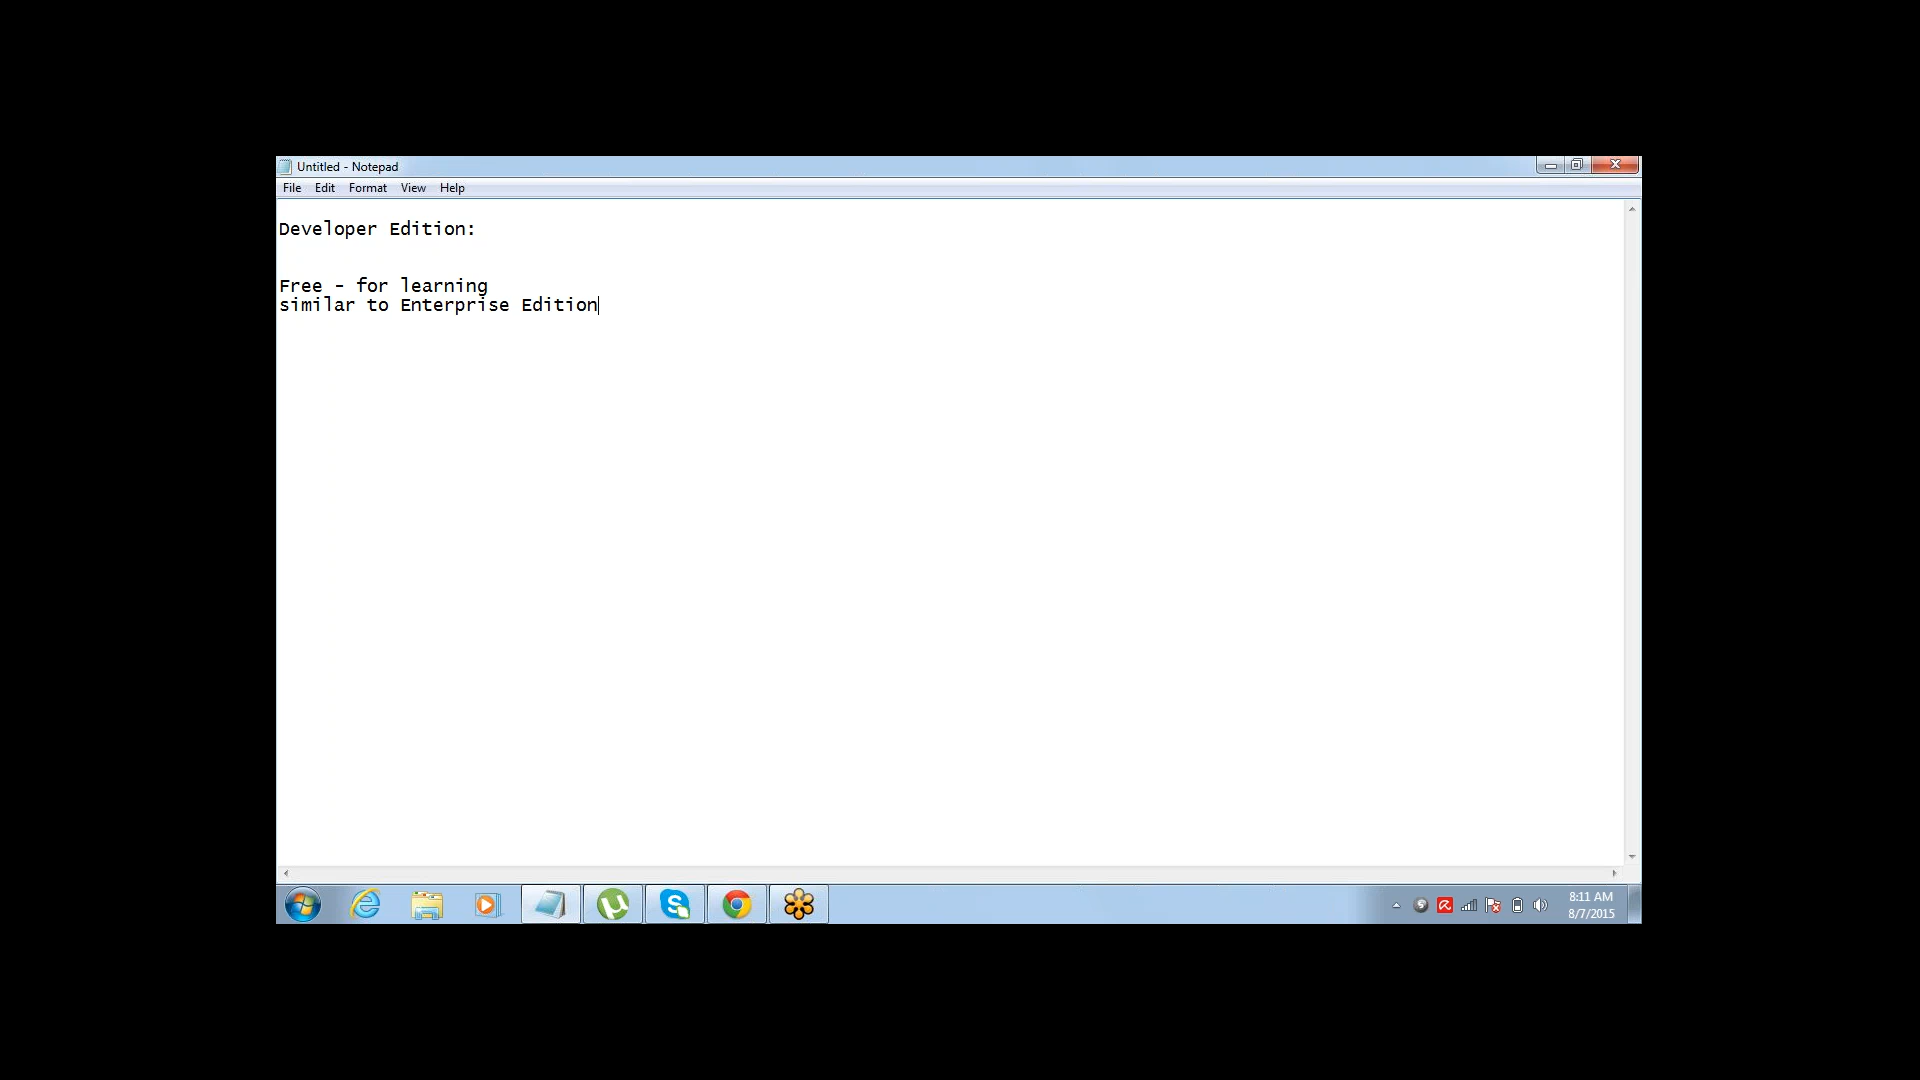 Untitled - Notepad
File Edit Format View Help
Developer Edition:
Free - for learning
similar to Enterprise Edition
8:11 AM
8/7/2015